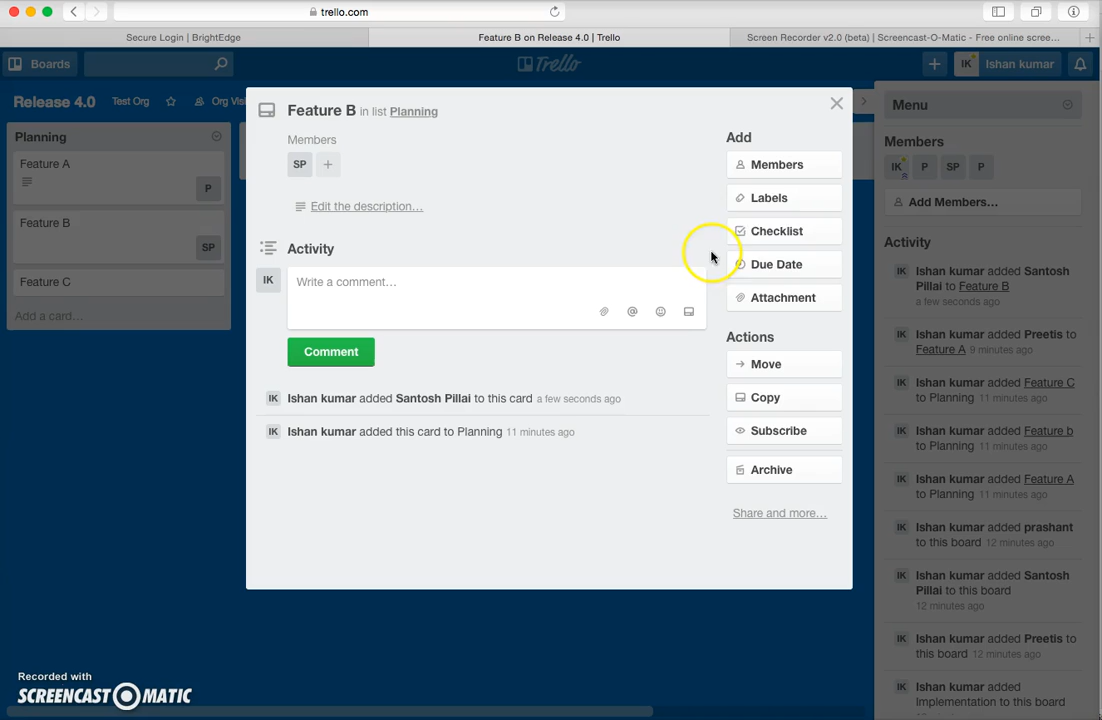 trello.com
Secure Login | BrightEdge
Feature B on Release 4.0 | Trello
Screen Recorder v2.0 (beta) | Screencast-O-Matic - Free online scree...
Boards
Trello
IK Ishan kumar
Release 4.0 Test Org Org Vis
Planning
Feature A
P
Feature B
SP
Feature C
Add a card...
Feature B in list Planning
Members
SP
Edit the description...
Activity
IK
Write a comment...
Comment
IK Ishan kumar added Santosh Pillai to this card a few seconds ago
IK Ishan kumar added this card to Planning 11 minutes ago
Add
Members
Labels
Checklist
Due Date
Attachment
Actions
Move
Copy
Subscribe
Archive
Share and more...
Menu
Members
IK P SP P
Add Members...
Activity
IK Ishan kumar added Santosh
Pillai to Feature B
a few seconds ago
IK Ishan kumar added Preetis to
Feature A 9 minutes ago
IK Ishan kumar added Feature C
to Planning 11 minutes ago
IK Ishan kumar added Feature b
to Planning 11 minutes ago
IK Ishan kumar added Feature A
to Planning 11 minutes ago
IK Ishan kumar added prashant
to this board 12 minutes ago
IK Ishan kumar added Santosh
Pillai to this board
12 minutes ago
IK Ishan kumar added Preetis to
this board 12 minutes ago
IK Ishan kumar added
Implementation to this board
Recorded with
SCREENCAST-O-MATIC